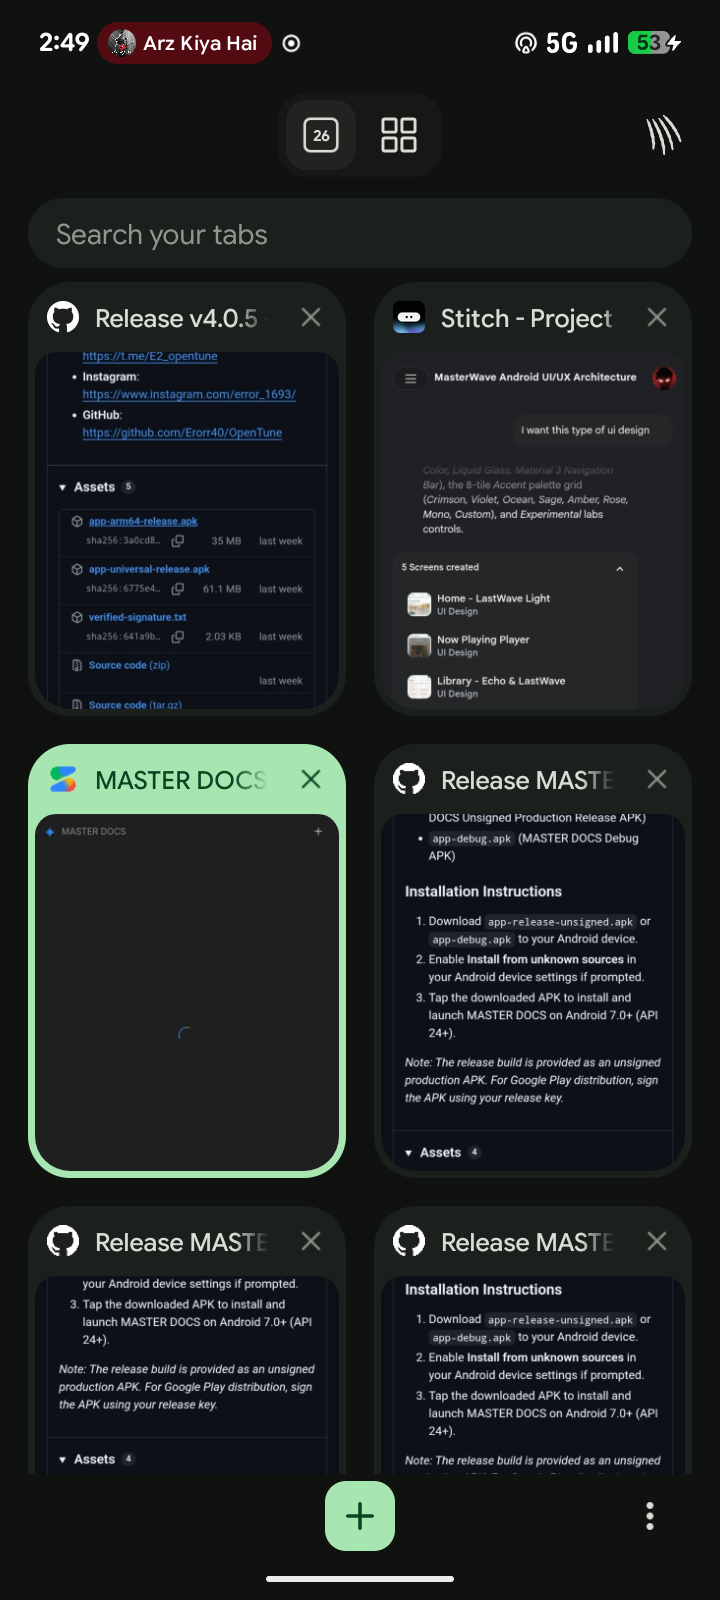 2:49
Arz Kiya Hai
5G
53
26
Search your tabs
Release v4.0.5
https://t.me/E2_opentune
Instagram:
https://www.instagram.com/error_1693/
GitHub:
https://github.com/Erorr40/OpenTune
Assets 5
app-arm64-release.apk
sha256:3a0cd8… 35 MB last week
app-universal-release.apk
sha256:6775e4… 61.1 MB last week
verified-signature.txt
sha256:641a9b… 2.03 KB last week
Source code (zip)
last week
Source code (tar.gz)
Stitch - Project
MasterWave Android UI/UX Architecture
I want this type of ui design
Color, Liquid Glass, Material 3 Navigation
Bar), the 8-tile Accent palette grid
(Crimson, Violet, Ocean, Sage, Amber, Rose,
Mono, Custom), and Experimental labs
controls.
5 Screens created
Home - LastWave Light
UI Design
Now Playing Player
UI Design
Library - Echo & LastWave
UI Design
MASTER DOCS
MASTER DOCS
Release MASTE
DOCS Unsigned Production Release APK)
app-debug.apk (MASTER DOCS Debug
APK)
Installation Instructions
1. Download app-release-unsigned.apk or
app-debug.apk to your Android device.
2. Enable Install from unknown sources in
your Android device settings if prompted.
3. Tap the downloaded APK to install and
launch MASTER DOCS on Android 7.0+ (API
24+).
Note: The release build is provided as an unsigned
production APK. For Google Play distribution, sign
the APK using your release key.
Assets 4
Release MASTE
your Android device settings if prompted.
3. Tap the downloaded APK to install and
launch MASTER DOCS on Android 7.0+ (API
24+).
Note: The release build is provided as an unsigned
production APK. For Google Play distribution, sign
the APK using your release key.
Assets 4
Release MASTE
Installation Instructions
1. Download app-release-unsigned.apk or
app-debug.apk to your Android device.
2. Enable Install from unknown sources in
your Android device settings if prompted.
3. Tap the downloaded APK to install and
launch MASTER DOCS on Android 7.0+ (API
24+).
Note: The release build is provided as an unsigned